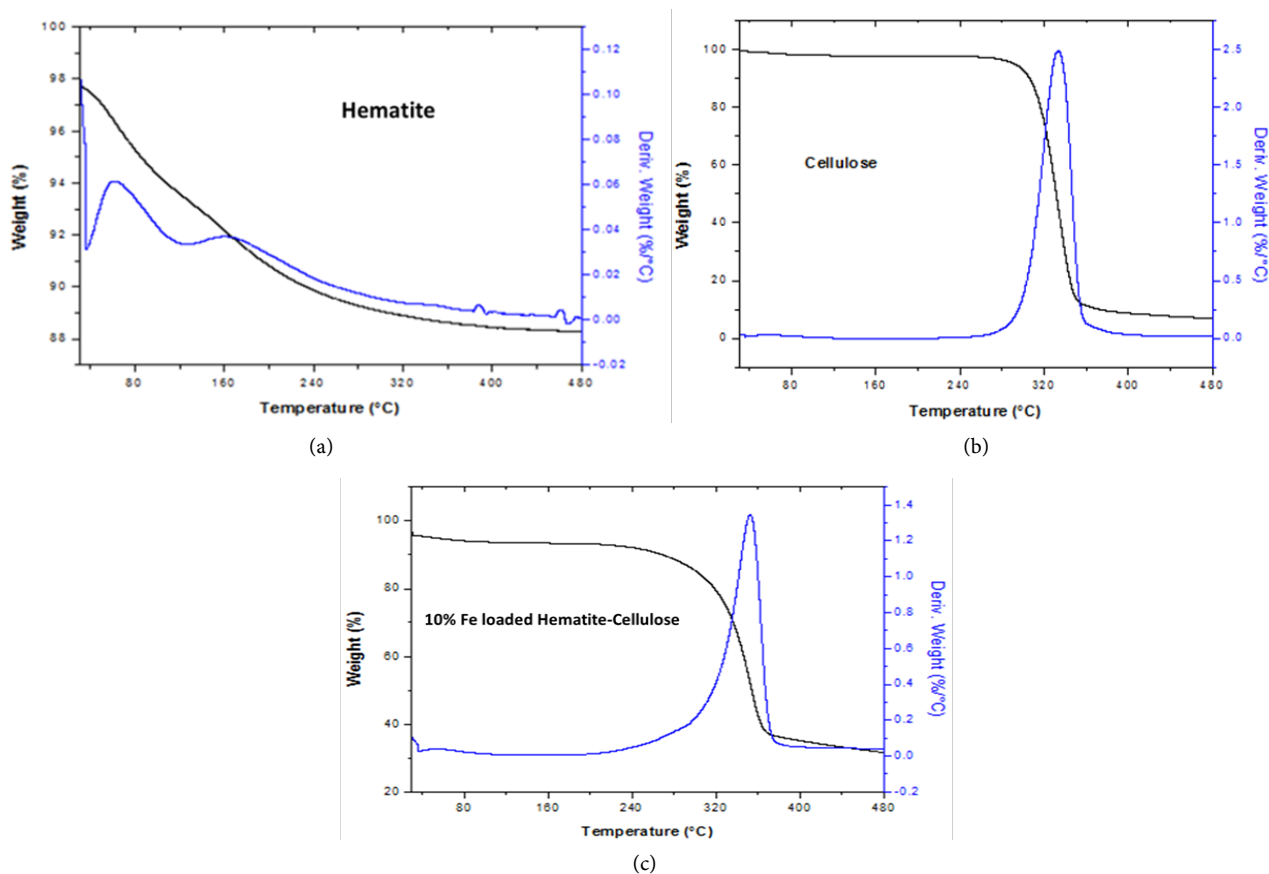 Hematite
Weight (%)
100
98
96
94
92
90
88
0.12
0.10
0.08
0.06
0.04
0.02
0.00
-0.02
Deriv. Weight (%/°C)
80 160 240 320 400 480
Temperature (°C)
(a)
Cellulose
Weight (%)
100
80
60
40
20
0
2.5
2.0
1.5
1.0
0.5
0.0
Deriv. Weight (%/°C)
80 160 240 320 400 480
Temperature (°C)
(b)
10% Fe loaded Hematite-Cellulose
Weight (%)
100
80
60
40
20
1.4
1.2
1.0
0.8
0.6
0.4
0.2
0.0
-0.2
Deriv. Weight (%/°C)
80 160 240 320 400 480
Temperature (°C)
(c)